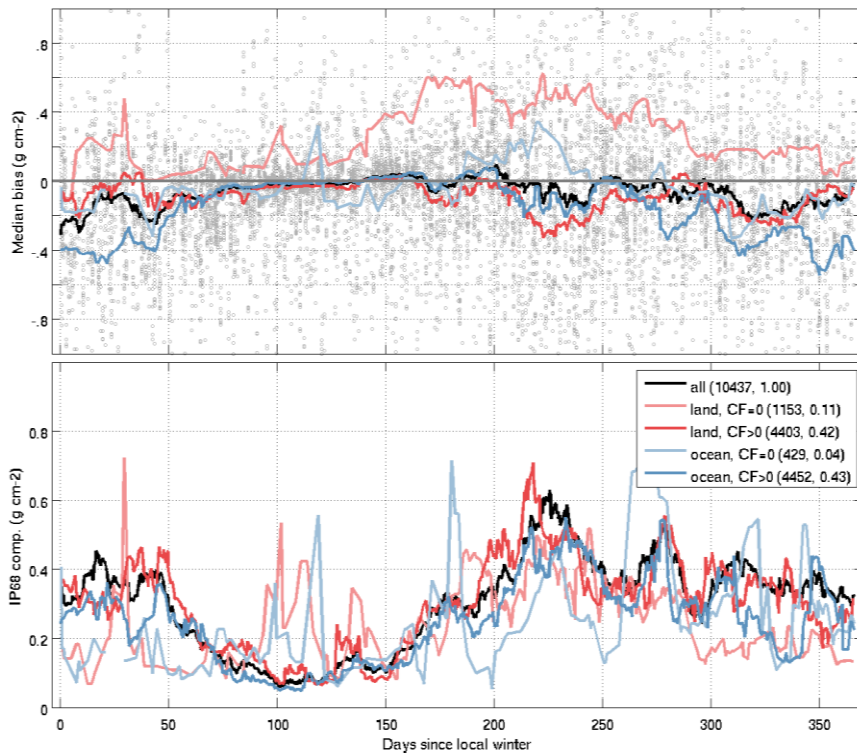 .8
.4
0
-.4
-.8
Median bias (g cm-2)
all (10437, 1.00)
land, CF=0 (1153, 0.11)
land, CF>0 (4403, 0.42)
ocean, CF=0 (429, 0.04)
ocean, CF>0 (4452, 0.43)
0.8
0.6
0.4
0.2
0
IP68 comp. (g cm-2)
0 50 100 150 200 250 300 350
Days since local winter